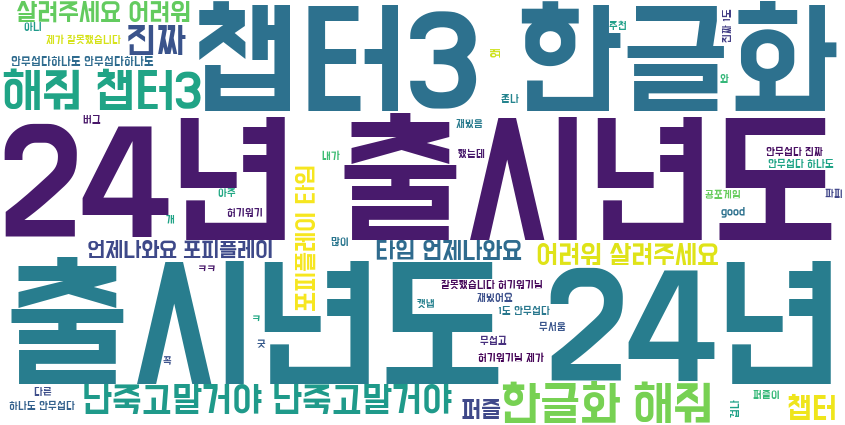 살려주세요 어려워
챕터3 한글화
아니
제가 잘못했습니다
진짜
추천
진짜 1도
헉
안무섭다하나도 안무섭다하나도
해줘 챕터3
존나
와
버그
24년 출시년도
재밌음
내가
했는데
안무섭다 진짜
안무섭다 하나도
포피플레이 타임
아주
공포게임
파피
개
허기워기
good
언제나와요 포피플레이
많이
타임 언제나와요
어려워 살려주세요
ㅋㅋ
출시년도 24년
잘못했습니다 허기워기님
캣냅
재밌어요
1도 안무섭다
ㅋ
무서움
굿
무섭고
꼭
허기워기님 제가
다른
난죽고말거야 난죽고말거야
하나도 안무섭다
퍼즐
한글화 해줘
겁나
퍼즐이
챕터